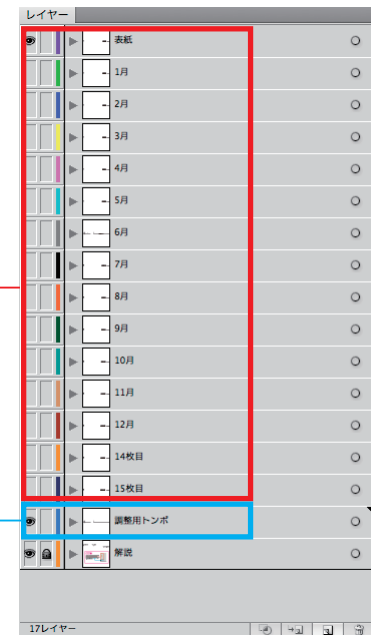 レイヤー
表紙
1月
2月
3月
4月
5月
6月
7月
8月
9月
10月
11月
12月
14枚目
15枚目
調整用トンボ
解説
17レイヤー